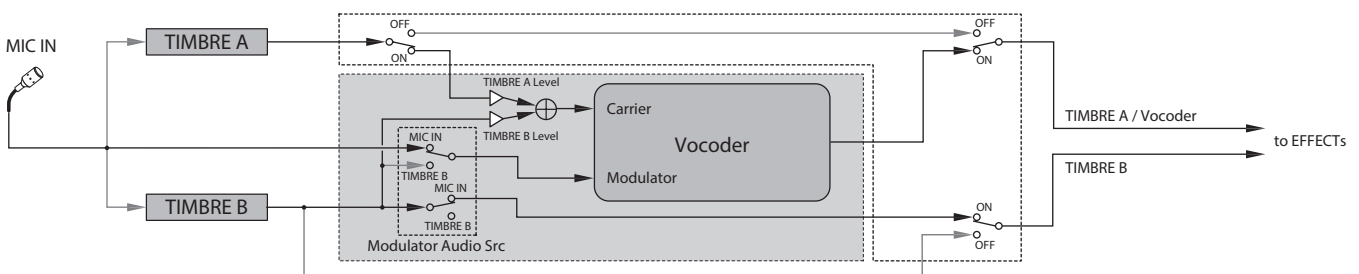 OFF
OFF
MIC IN
TIMBRE A
ON
ON
TIMBRE A Level
Carrier
TIMBRE A / Vocoder
TIMBRE B Level
MIC IN
Vocoder
to EFFECTs
TIMBRE B
Modulator
TIMBRE B
MIC IN
TIMBRE B
ON
TIMBRE B
Modulator Audio Src
OFF